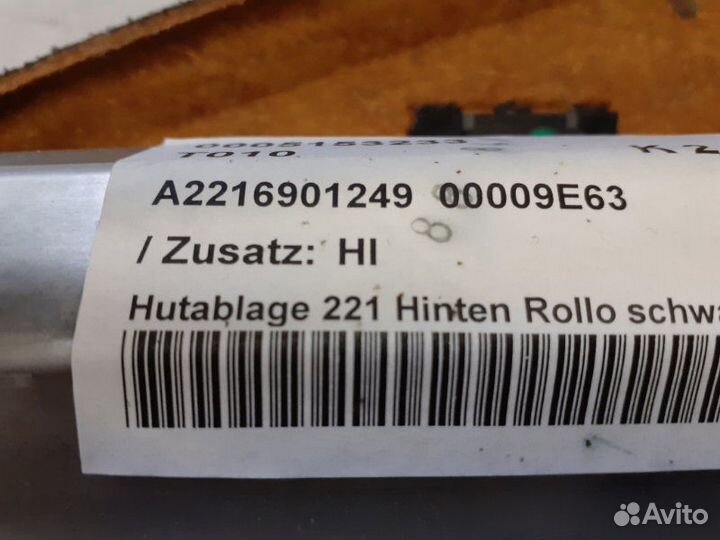 0005153233
T010
A2216901249 00009E63
/ Zusatz: HI
Hutablage 221 Hinten Rollo schwa
Avito